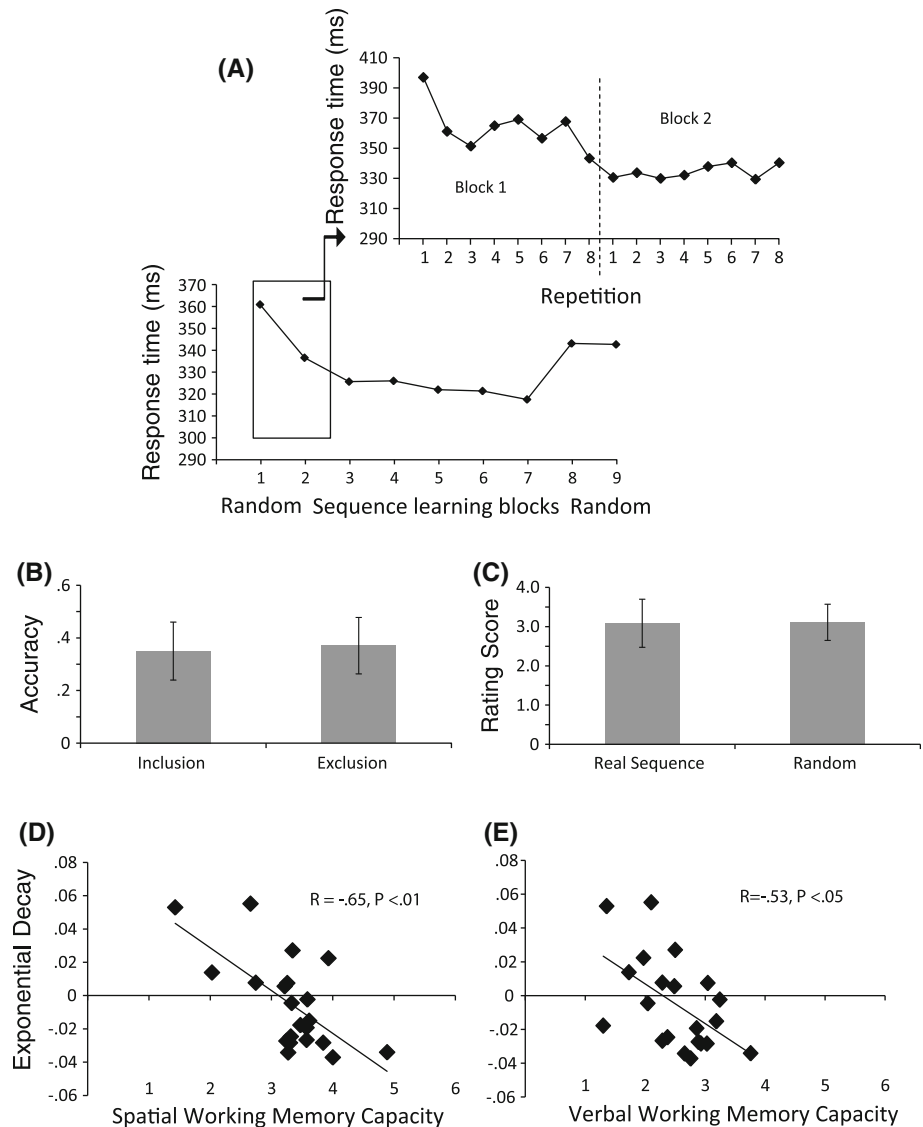 (A)
Response time (ms)
410
390
370
350
330
310
290
Block 1
Block 2
1 2 3 4 5 6 7 8 1 2 3 4 5 6 7 8
Repetition
Response time (ms)
370
360
350
340
330
320
310
300
290
1 2 3 4 5 6 7 8 9
Random Sequence learning blocks Random
(B)
Accuracy
.6
.4
.2
0
Inclusion Exclusion
(C)
Rating Score
4.0
3.0
2.0
1.0
0
Real Sequence Random
(D)
Exponential Decay
.08
.06
.04
.02
0
-.02
-.04
-.06
R = -.65, P <.01
1 2 3 4 5 6
Spatial Working Memory Capacity
(E)
.08
.06
.04
.02
0
-.02
-.04
-.06
R=-.53, P <.05
1 2 3 4 5 6
Verbal Working Memory Capacity